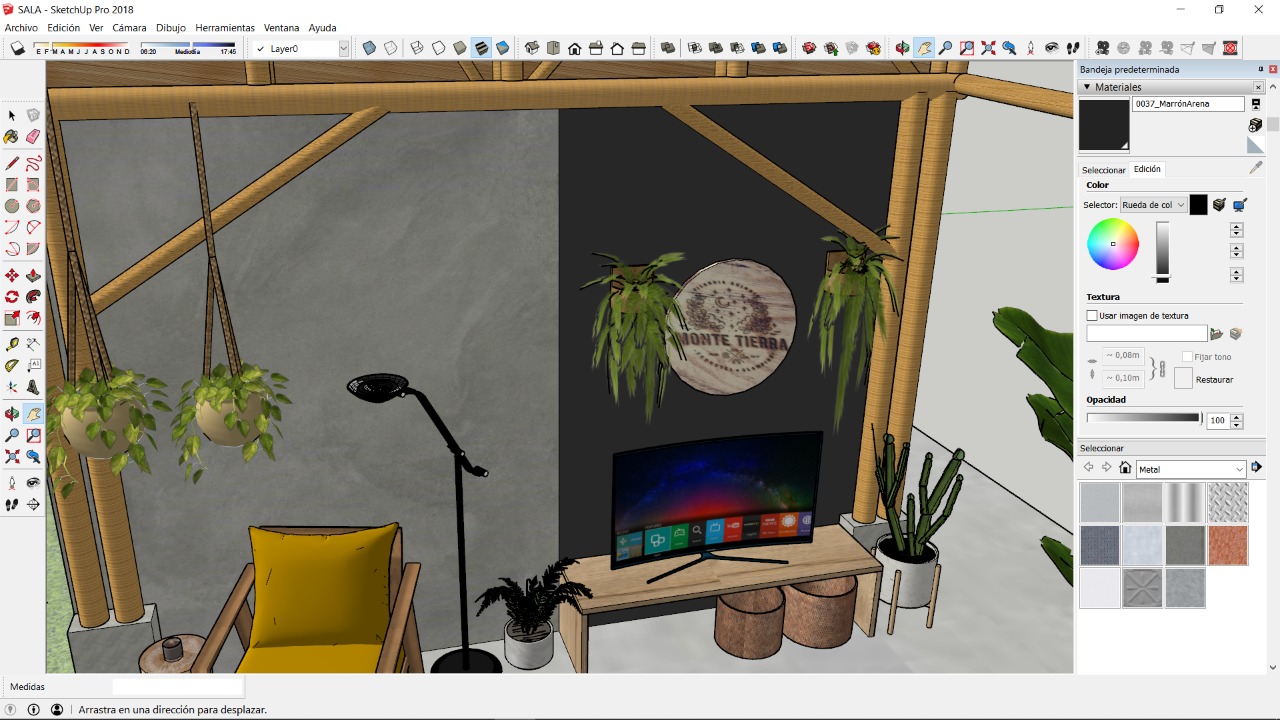 SALA - SketchUp Pro 2018
Archivo Edición Ver Cámara Dibujo Herramientas Ventana Ayuda
E F M A M J J A S O N D
06:20 Mediodía 17:45
Layer0
Bandeja predeterminada
Materiales
0037_MarrónArena
Seleccionar Edición
Color
Selector: Rueda de col
Textura
Usar imagen de textura
~ 0,08m
Fijar tono
~ 0,10m
Restaurar
Opacidad
100
Seleccionar
Metal
MONTE TIERRA
Medidas
Arrastra en una dirección para desplazar.